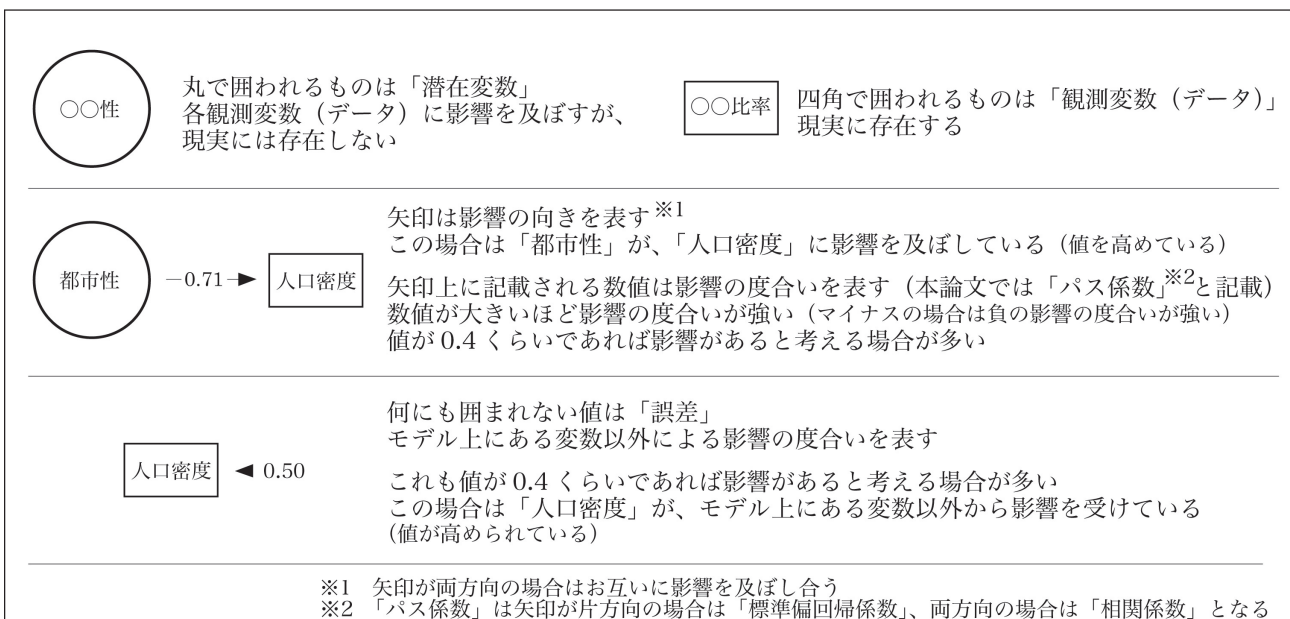 ○○性
丸で囲われるものは「潜在変数」
各観測変数（データ）に影響を及ぼすが、
現実には存在しない
○○比率
四角で囲われるものは「観測変数（データ）」
現実に存在する
都市性
0.71
人口密度
矢印は影響の向きを表す※1
この場合は「都市性」が、「人口密度」に影響を及ぼしている（値を高めている）
矢印上に記載される数値は影響の度合いを表す（本論文では「パス係数」※2と記載）
数値が大きいほど影響の度合いが強い（マイナスの場合は負の影響の度合いが強い）
値が 0.4 くらいであれば影響があると考える場合が多い
人口密度
0.50
何にも囲まれない値は「誤差」
モデル上にある変数以外による影響の度合いを表す
これも値が 0.4 くらいであれば影響があると考える場合が多い
この場合は「人口密度」が、モデル上にある変数以外から影響を受けている
（値が高められている）
※1 矢印が両方向の場合はお互いに影響を及ぼし合う
※2 「パス係数」は矢印が片方向の場合は「標準偏回帰係数」、両方向の場合は「相関係数」となる